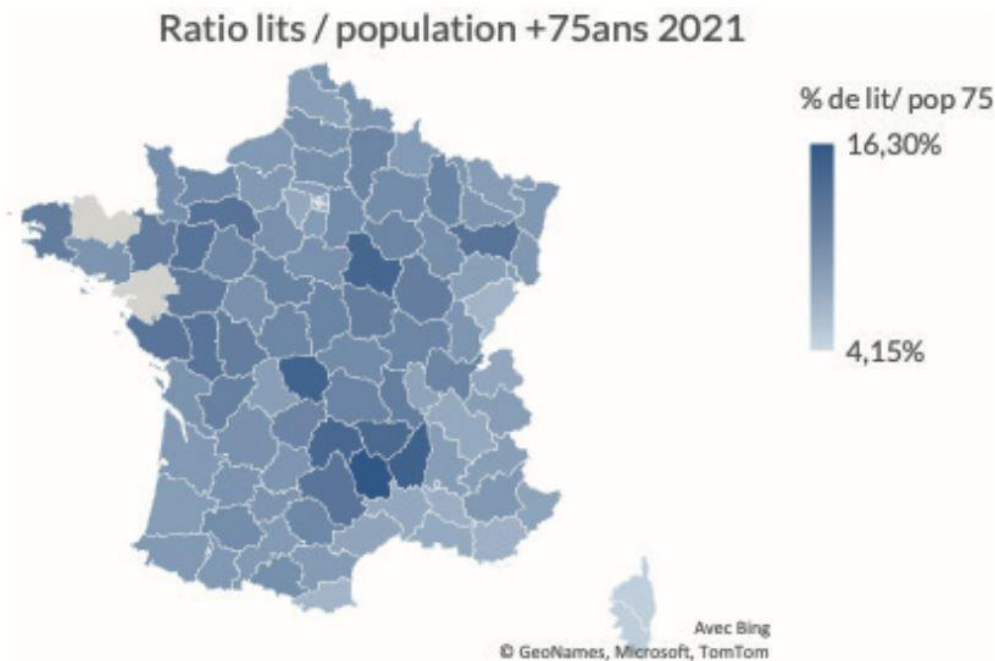 Ratio lits / population +75ans 2021
% de lit/ pop 75
16,30%
4,15%
Avec Bing
© GeoNames, Microsoft, TomTom